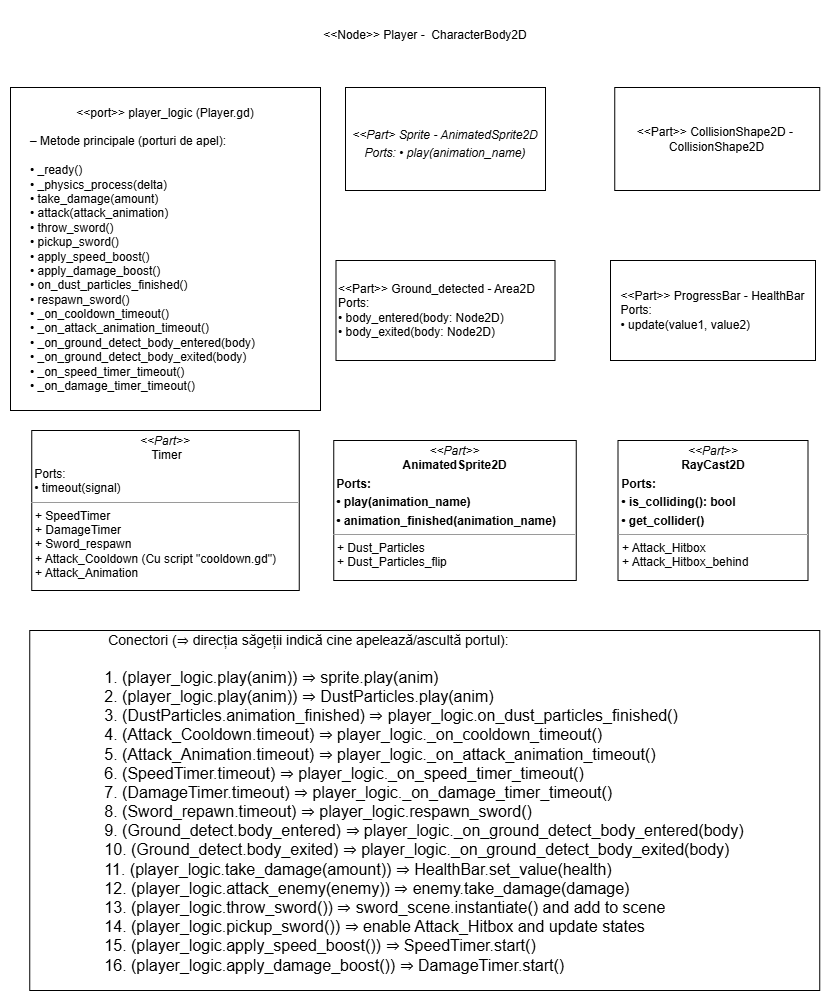 <<Node>> Player - CharacterBody2D
<<port>> player_logic (Player.gd)
– Metode principale (porturi de apel):
• _ready()
• _physics_process(delta)
• take_damage(amount)
• attack(attack_animation)
• throw_sword()
• pickup_sword()
• apply_speed_boost()
• apply_damage_boost()
• on_dust_particles_finished()
• respawn_sword()
• _on_cooldown_timeout()
• _on_attack_animation_timeout()
• _on_ground_detect_body_entered(body)
• _on_ground_detect_body_exited(body)
• _on_speed_timer_timeout()
• _on_damage_timer_timeout()
<<Part> Sprite - AnimatedSprite2D
Ports: • play(animation_name)
<<Part>> CollisionShape2D -
CollisionShape2D
<<Part>> Ground_detected - Area2D
Ports:
• body_entered(body: Node2D)
• body_exited(body: Node2D)
<<Part>> ProgressBar - HealthBar
Ports:
• update(value1, value2)
<<Part>>
Timer
Ports:
• timeout(signal)
+ SpeedTimer
+ DamageTimer
+ Sword_respawn
+ Attack_Cooldown (Cu script "cooldown.gd")
+ Attack_Animation
<<Part>>
AnimatedSprite2D
Ports:
• play(animation_name)
• animation_finished(animation_name)
+ Dust_Particles
+ Dust_Particles_flip
<<Part>>
RayCast2D
Ports:
• is_colliding(): bool
• get_collider()
+ Attack_Hitbox
+ Attack_Hitbox_behind
Conectori (⇒ direcția săgeții indică cine apelează/ascultă portul):
1. (player_logic.play(anim)) ⇒ sprite.play(anim)
2. (player_logic.play(anim)) ⇒ DustParticles.play(anim)
3. (DustParticles.animation_finished) ⇒ player_logic.on_dust_particles_finished()
4. (Attack_Cooldown.timeout) ⇒ player_logic._on_cooldown_timeout()
5. (Attack_Animation.timeout) ⇒ player_logic._on_attack_animation_timeout()
6. (SpeedTimer.timeout) ⇒ player_logic._on_speed_timer_timeout()
7. (DamageTimer.timeout) ⇒ player_logic._on_damage_timer_timeout()
8. (Sword_repawn.timeout) ⇒ player_logic.respawn_sword()
9. (Ground_detect.body_entered) ⇒ player_logic._on_ground_detect_body_entered(body)
10. (Ground_detect.body_exited) ⇒ player_logic._on_ground_detect_body_exited(body)
11. (player_logic.take_damage(amount)) ⇒ HealthBar.set_value(health)
12. (player_logic.attack_enemy(enemy)) ⇒ enemy.take_damage(damage)
13. (player_logic.throw_sword()) ⇒ sword_scene.instantiate() and add to scene
14. (player_logic.pickup_sword()) ⇒ enable Attack_Hitbox and update states
15. (player_logic.apply_speed_boost()) ⇒ SpeedTimer.start()
16. (player_logic.apply_damage_boost()) ⇒ DamageTimer.start()